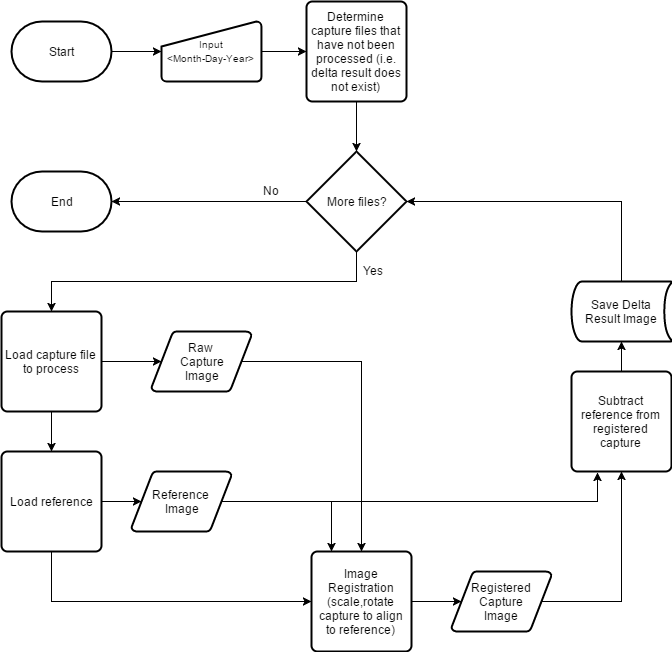 Start
Input
<Month-Day-Year>
Determine
capture files that
have not been
processed (i.e.
delta result does
not exist)
End
No
More files?
Yes
Save Delta
Result Image
Load capture file
to process
Raw
Capture
Image
Subtract
reference from
registered
capture
Load reference
Reference
Image
Image
Registration
(scale,rotate
capture to align
to reference)
Registered
Capture
Image